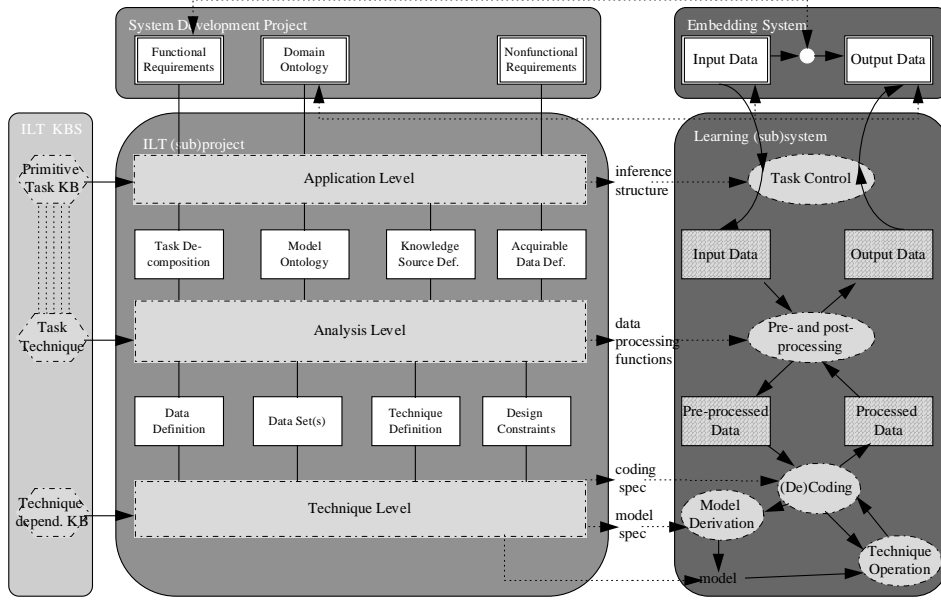 System Development Project
Embedding System
Functional
Requirements
Domain
Ontology
Nonfunctional
Requirements
Input Data
Output Data
ILT KBS
ILT (sub)project
Learning (sub)system
Primitive
Task KB
Application Level
inference
structure
Task Control
Task De-
composition
Model
Ontology
Knowledge
Source Def.
Acquirable
Data Def.
Input Data
Output Data
Task
Technique
Analysis Level
data
processing
functions
Pre- and post-
processing
Data
Definition
Data Set(s)
Technique
Definition
Design
Constraints
Pre-processed
Data
Processed
Data
Technique
depend. KB
Technique Level
coding
spec
model
spec
(De)Coding
Model
Derivation
Technique
Operation
model